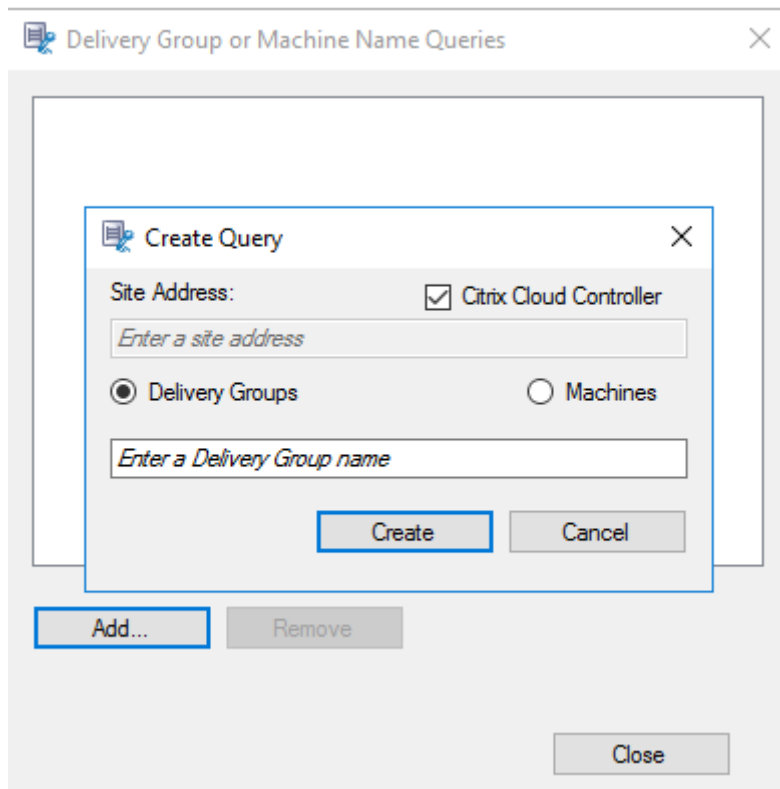 Delivery Group or Machine Name Queries
Create Query
Site Address: Citrix Cloud Controller
Enter a site address
Delivery Groups Machines
Enter a Delivery Group name
Create Cancel
Add... Remove
Close